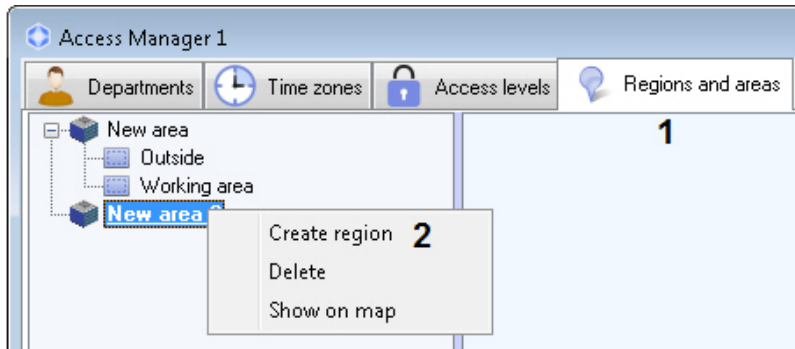 Access Manager 1
Departments Time zones Access levels Regions and areas
1
New area
Outside
Working area
New area
Create region 2
Delete
Show on map